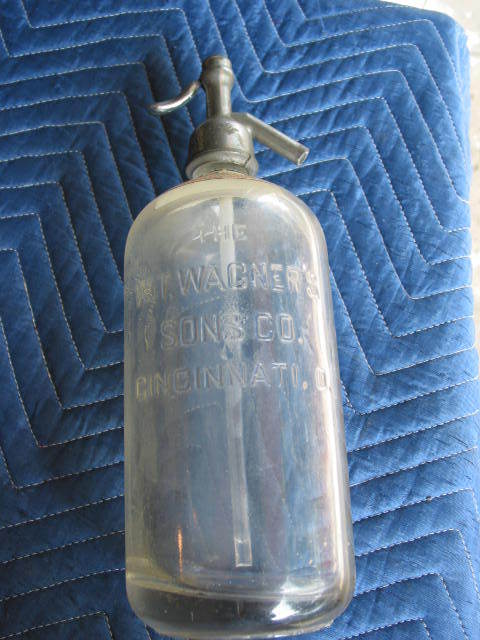 THE
W.T. WAGNER'S
SONS CO.
CINCINNATI. O.